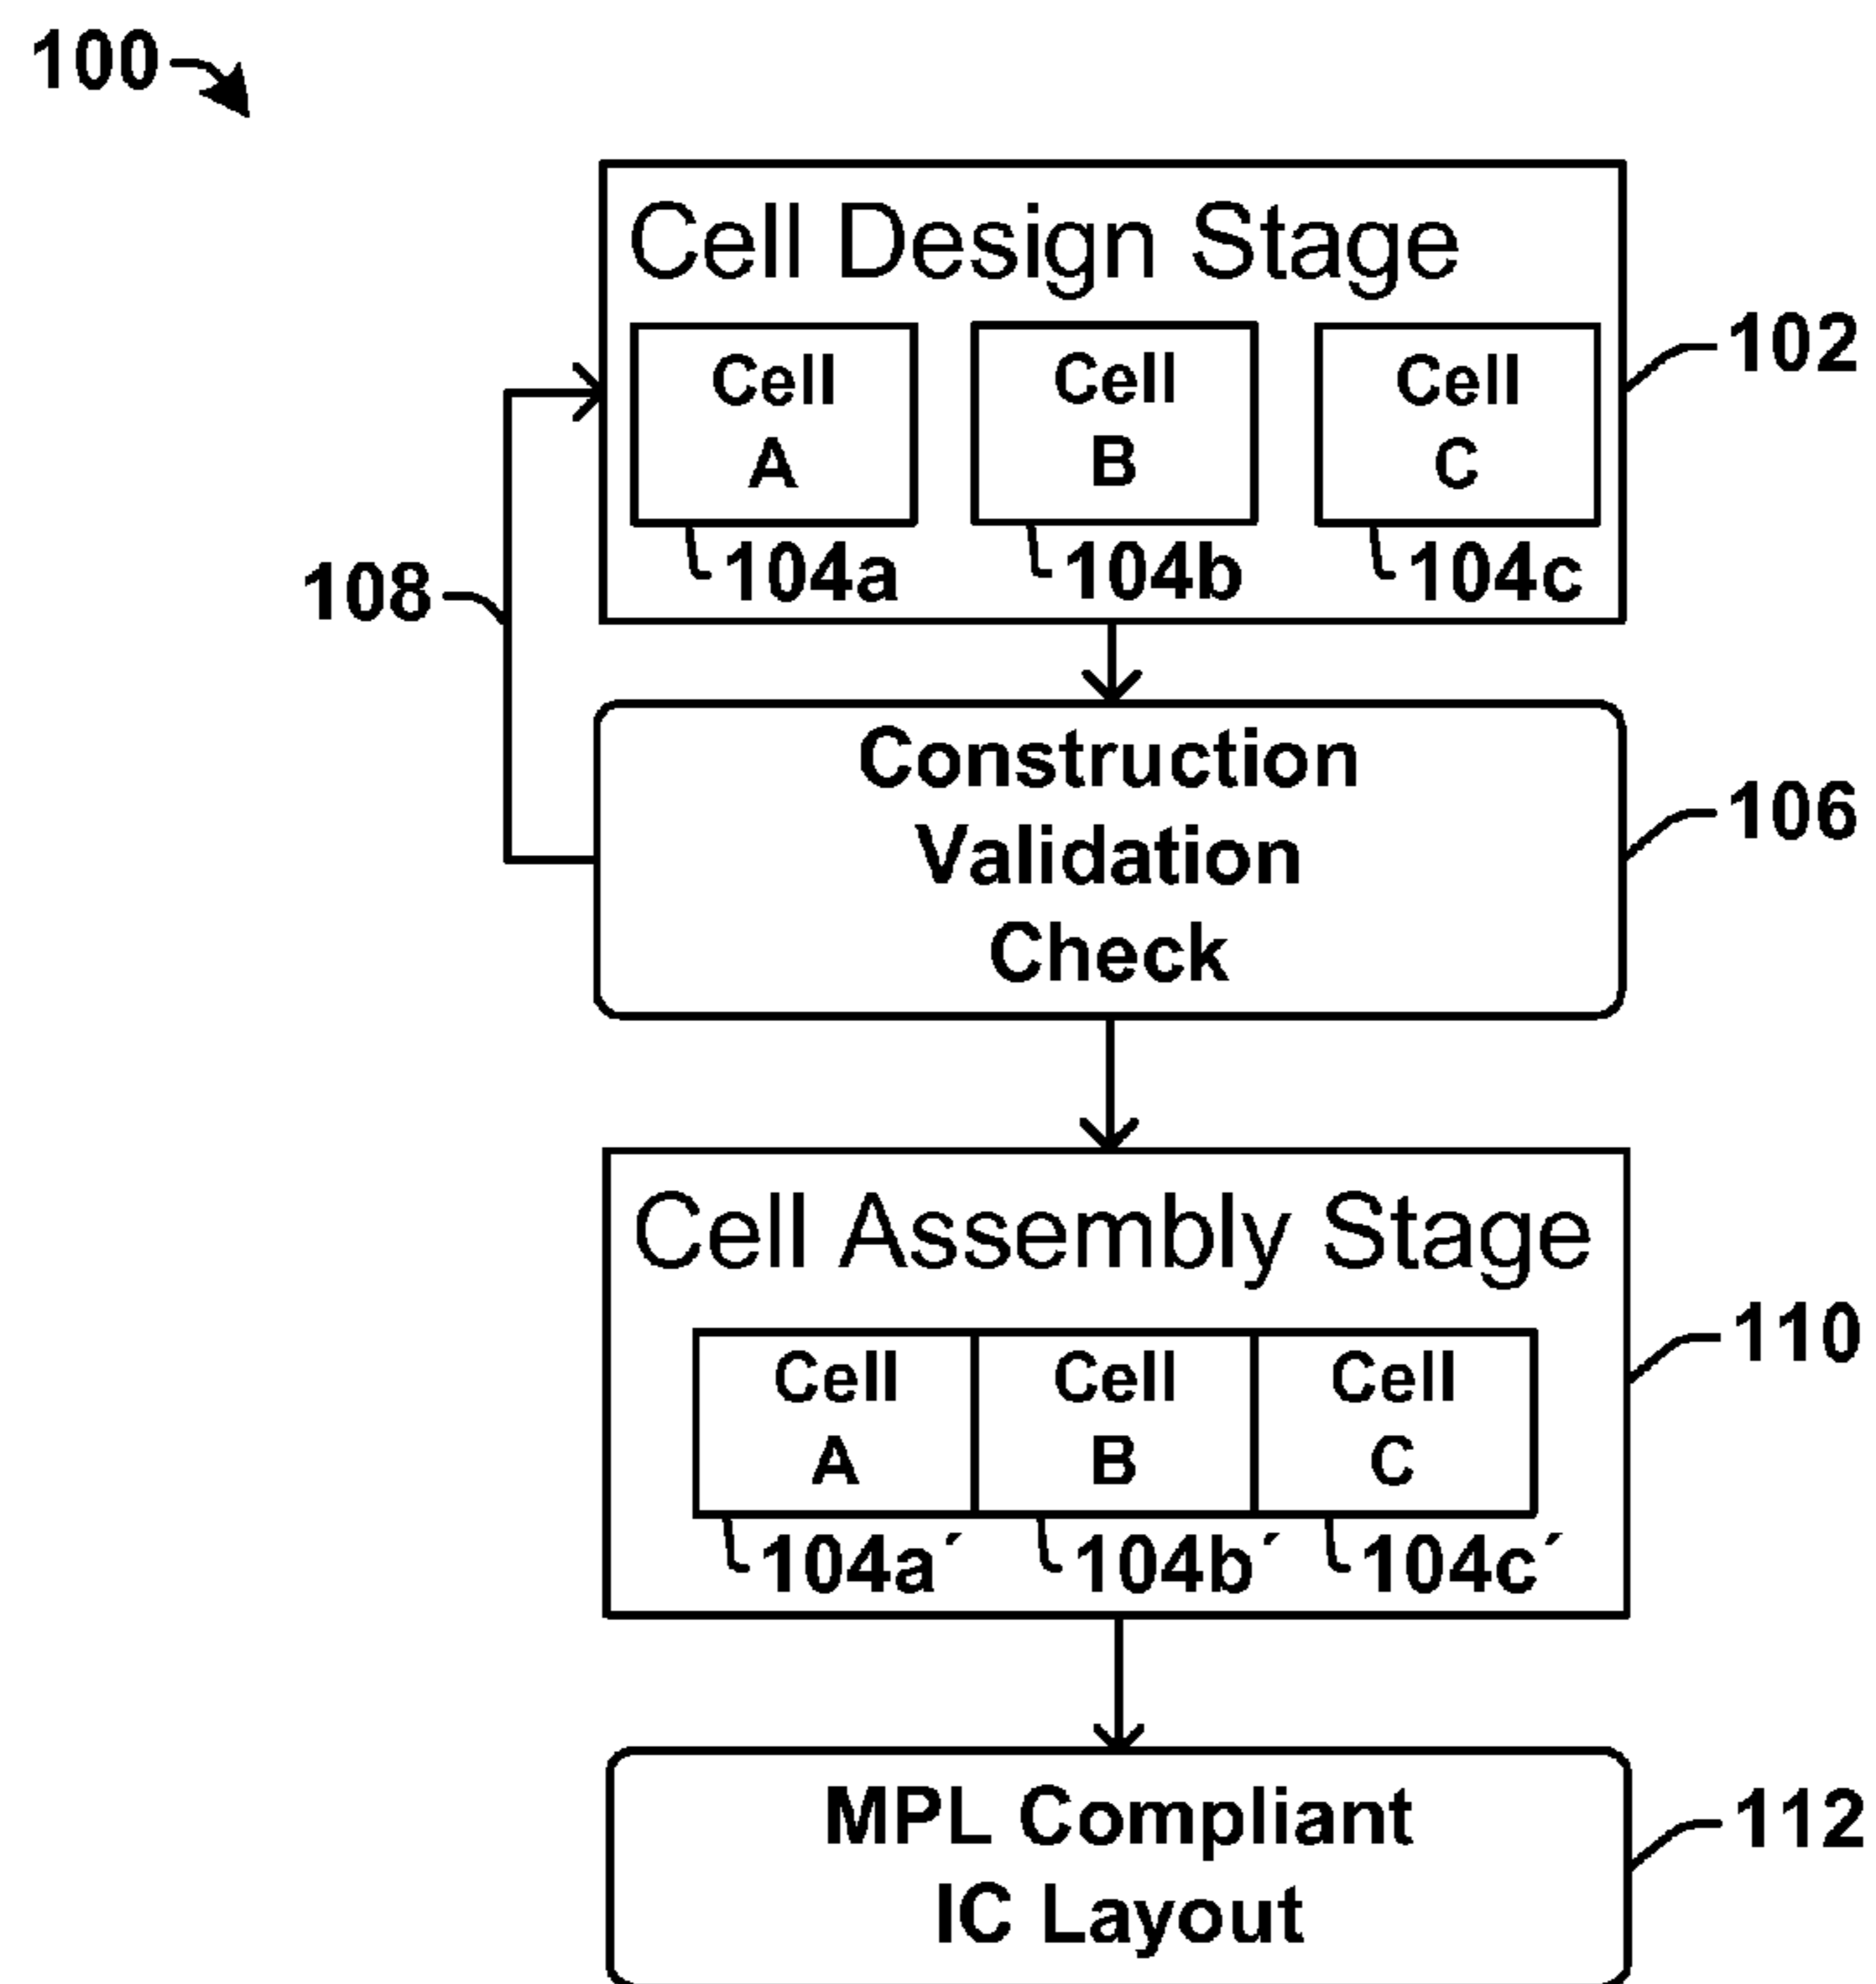 100
Cell Design Stage
102
Cell Cell Cell
A B C
104a 104b 104c
108
Construction
106
Validation
Check
Cell Assembly Stage
110
Cell Cell Cell
A B C
104a´ 104b´ 104c´
MPL Compliant
112
IC Layout